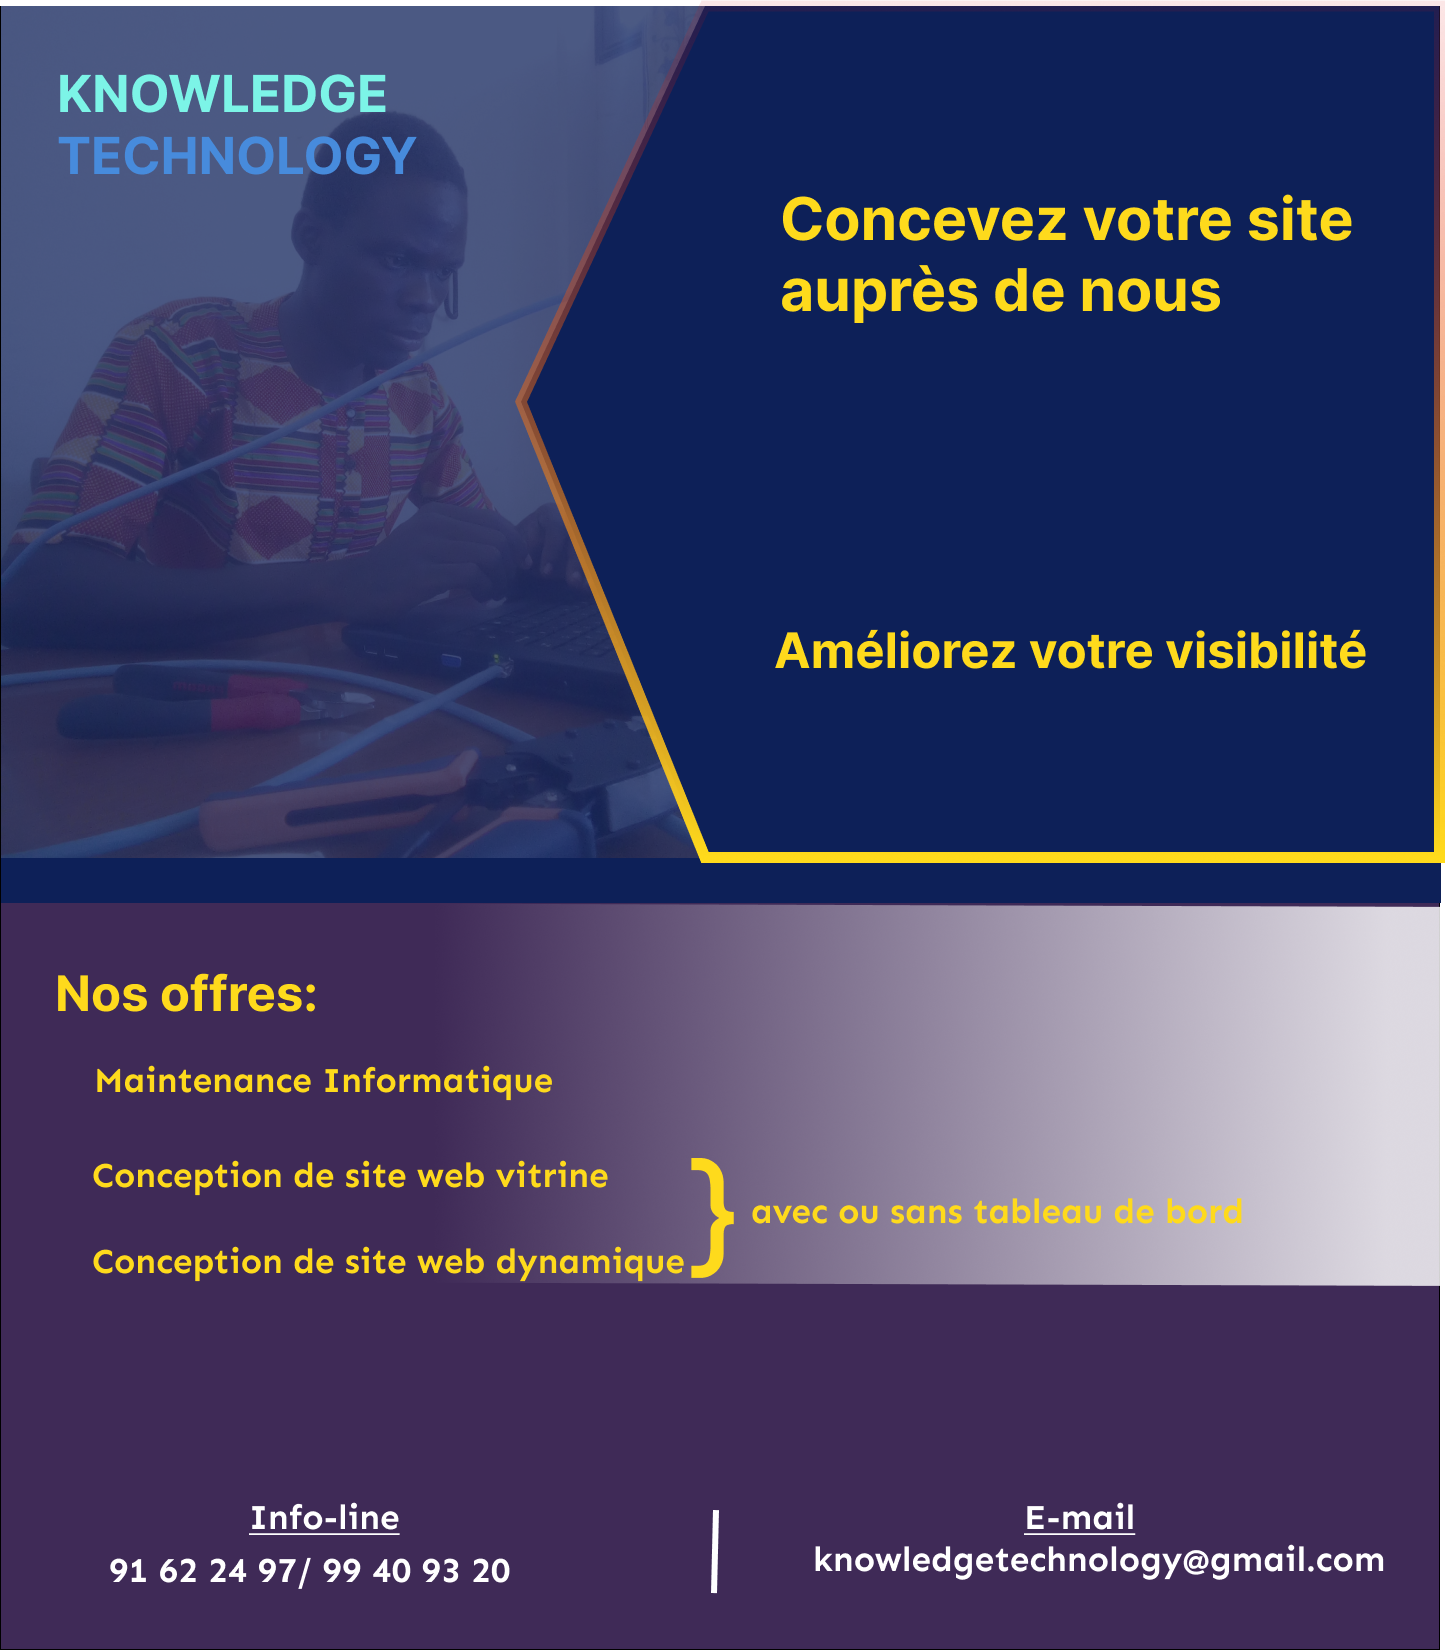 KNOWLEDGE
TECHNOLOGY
Concevez votre site
auprès de nous
Améliorez votre visibilité
Nos offres:
Maintenance Informatique
Conception de site web vitrine
Conception de site web dynamique
} avec ou sans tableau de bord
Info-line
91 62 24 97/ 99 40 93 20
E-mail
knowledgetechnology@gmail.com